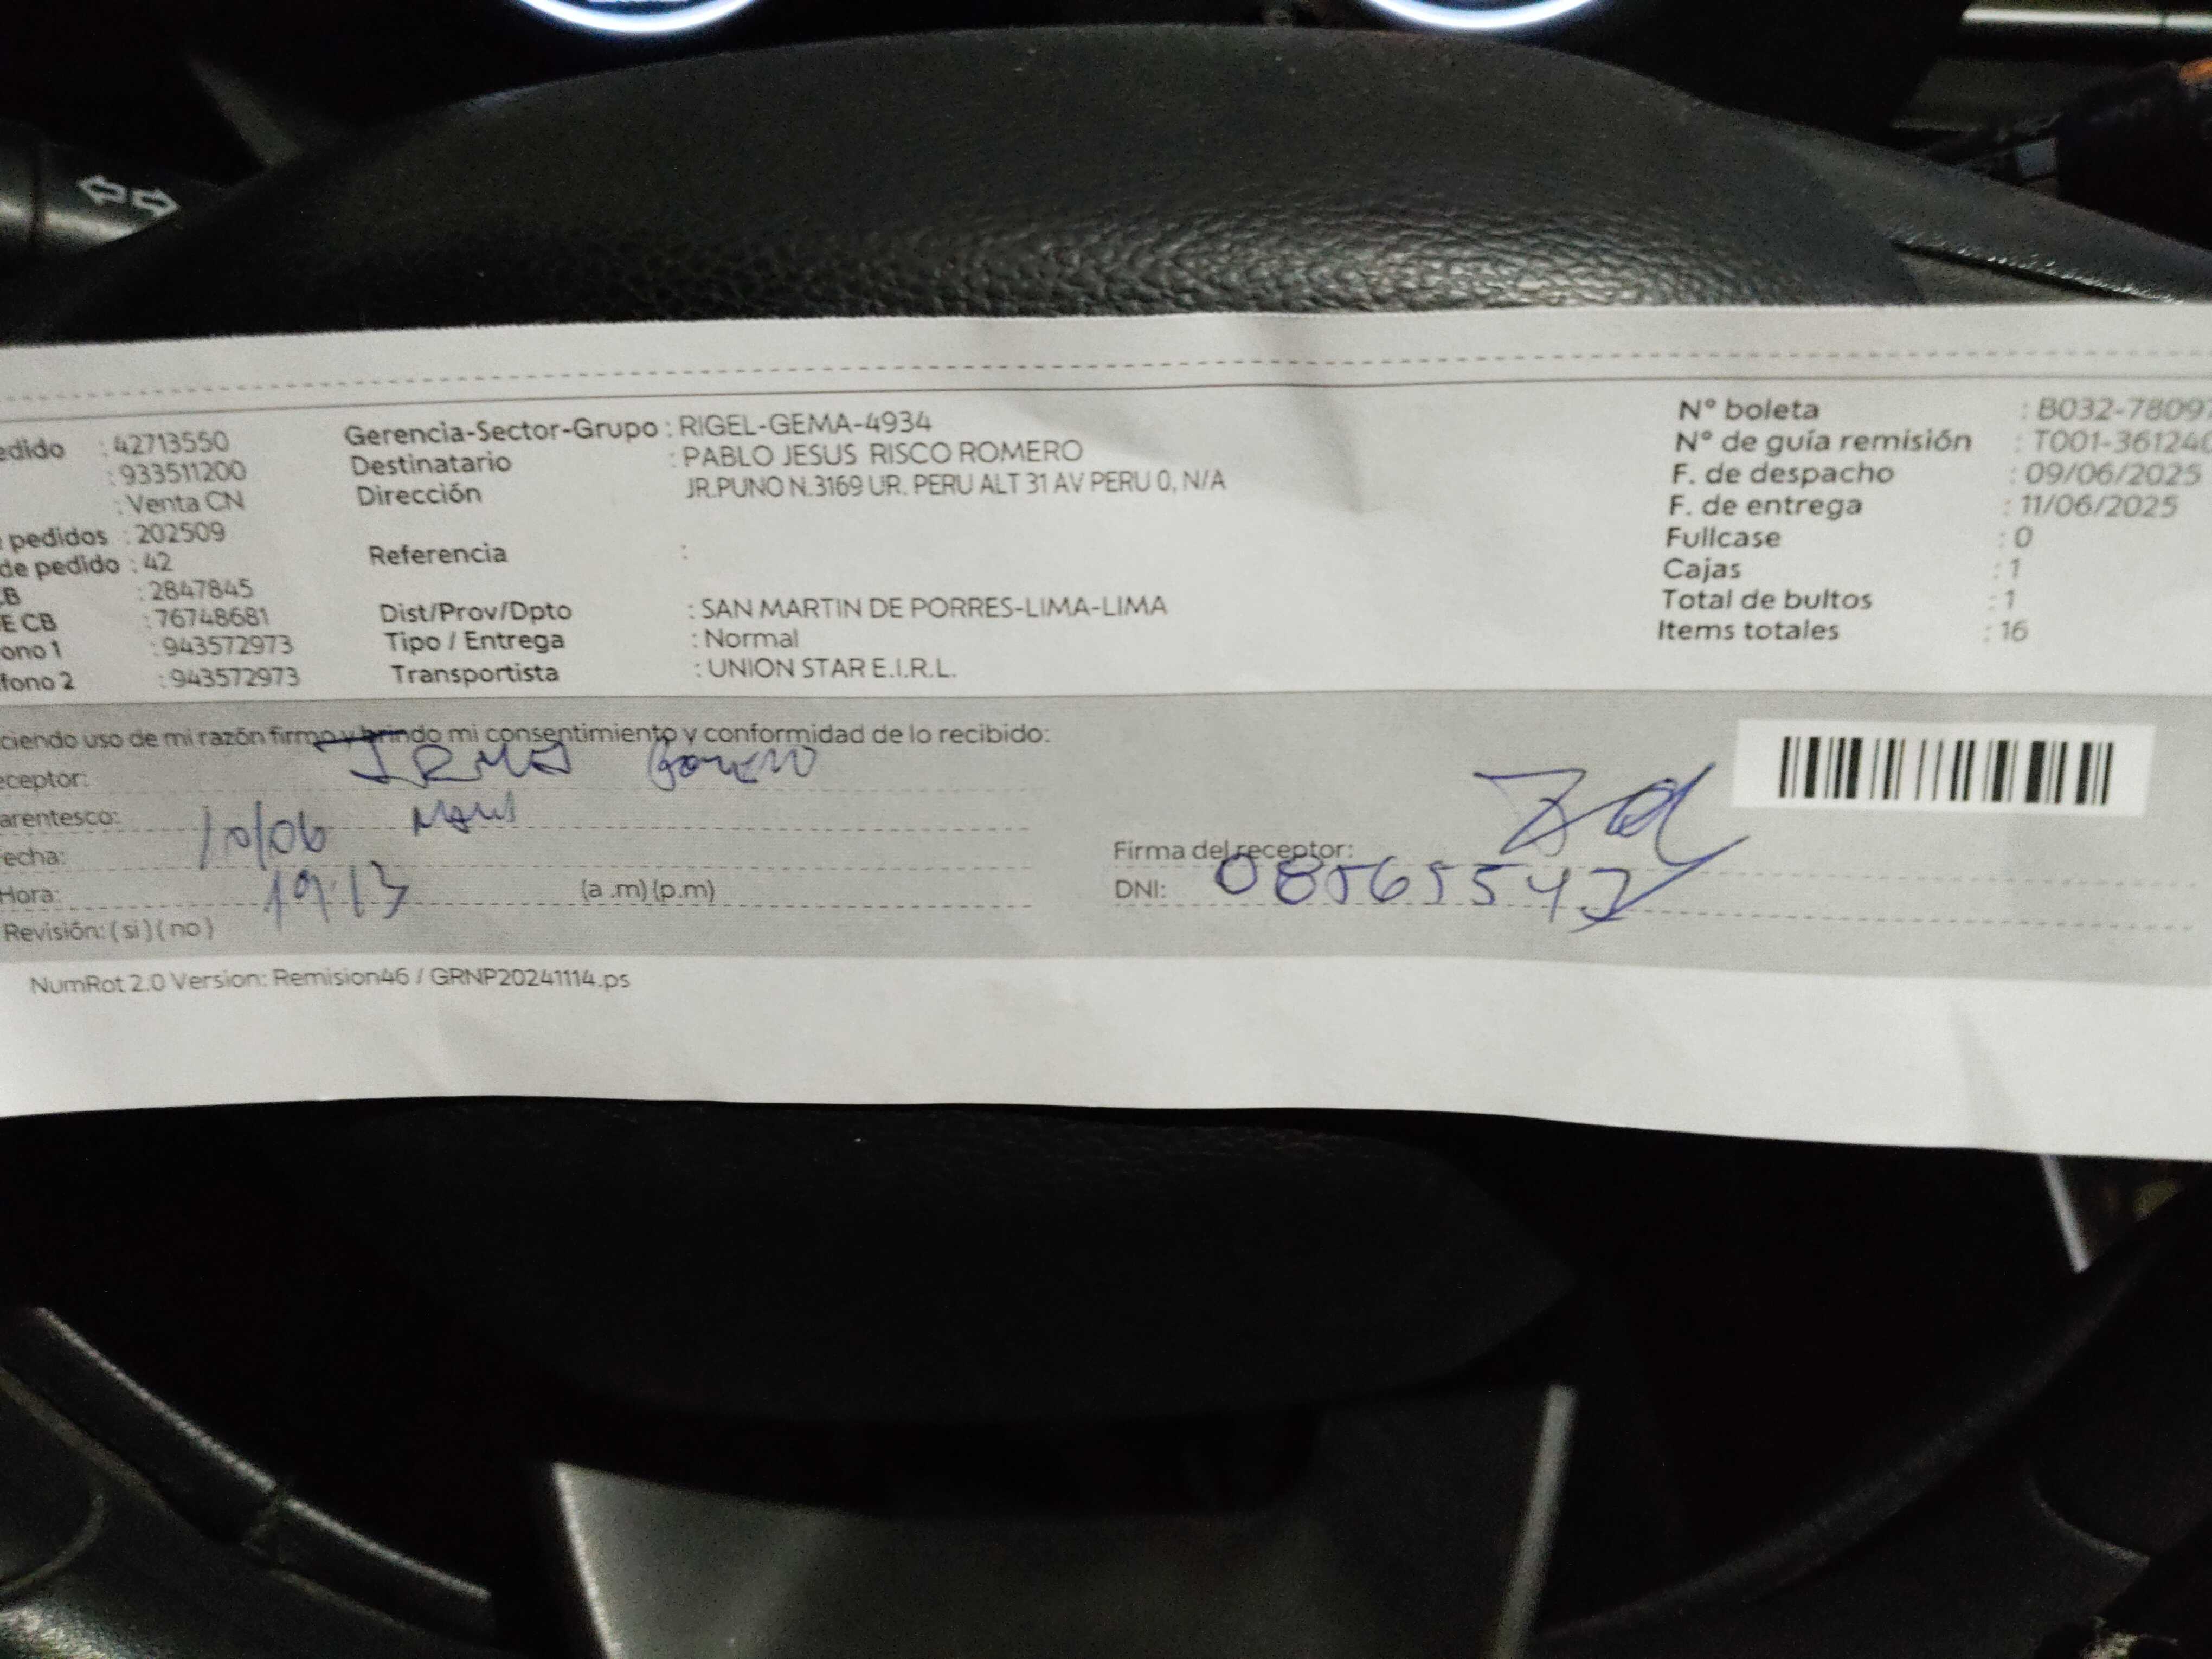 edido : 42713550
: 933511200
: Venta CN
pedidos : 202509
de pedido : 42
CB : 2847845
E CB : 76748681
ono 1 : 943572973
fono 2 : 943572973
Gerencia-Sector-Grupo : RIGEL-GEMA-4934
Destinatario : PABLO JESUS RISCO ROMERO
Dirección JR.PUNO N.3169 UR. PERU ALT 31 AV PERU 0, N/A
Referencia :
Dist/Prov/Dpto : SAN MARTIN DE PORRES-LIMA-LIMA
Tipo / Entrega : Normal
Transportista : UNION STAR E.I.R.L.
N° boleta : B032-78097
N° de guía remisión : T001-361240
F. de despacho : 09/06/2025
F. de entrega : 11/06/2025
Fullcase : 0
Cajas : 1
Total de bultos : 1
Items totales : 16
ciendo uso de mi razón firmo y brindo mi consentimiento y conformidad de lo recibido:
eceptor: IRMA
arentesco:
echa: 10/06
Hora: 19:13 (a .m) (p.m)
Revisión: ( si ) ( no )
Firma del receptor:
DNI:
NumRot 2.0 Version: Remision46 / GRNP20241114.ps